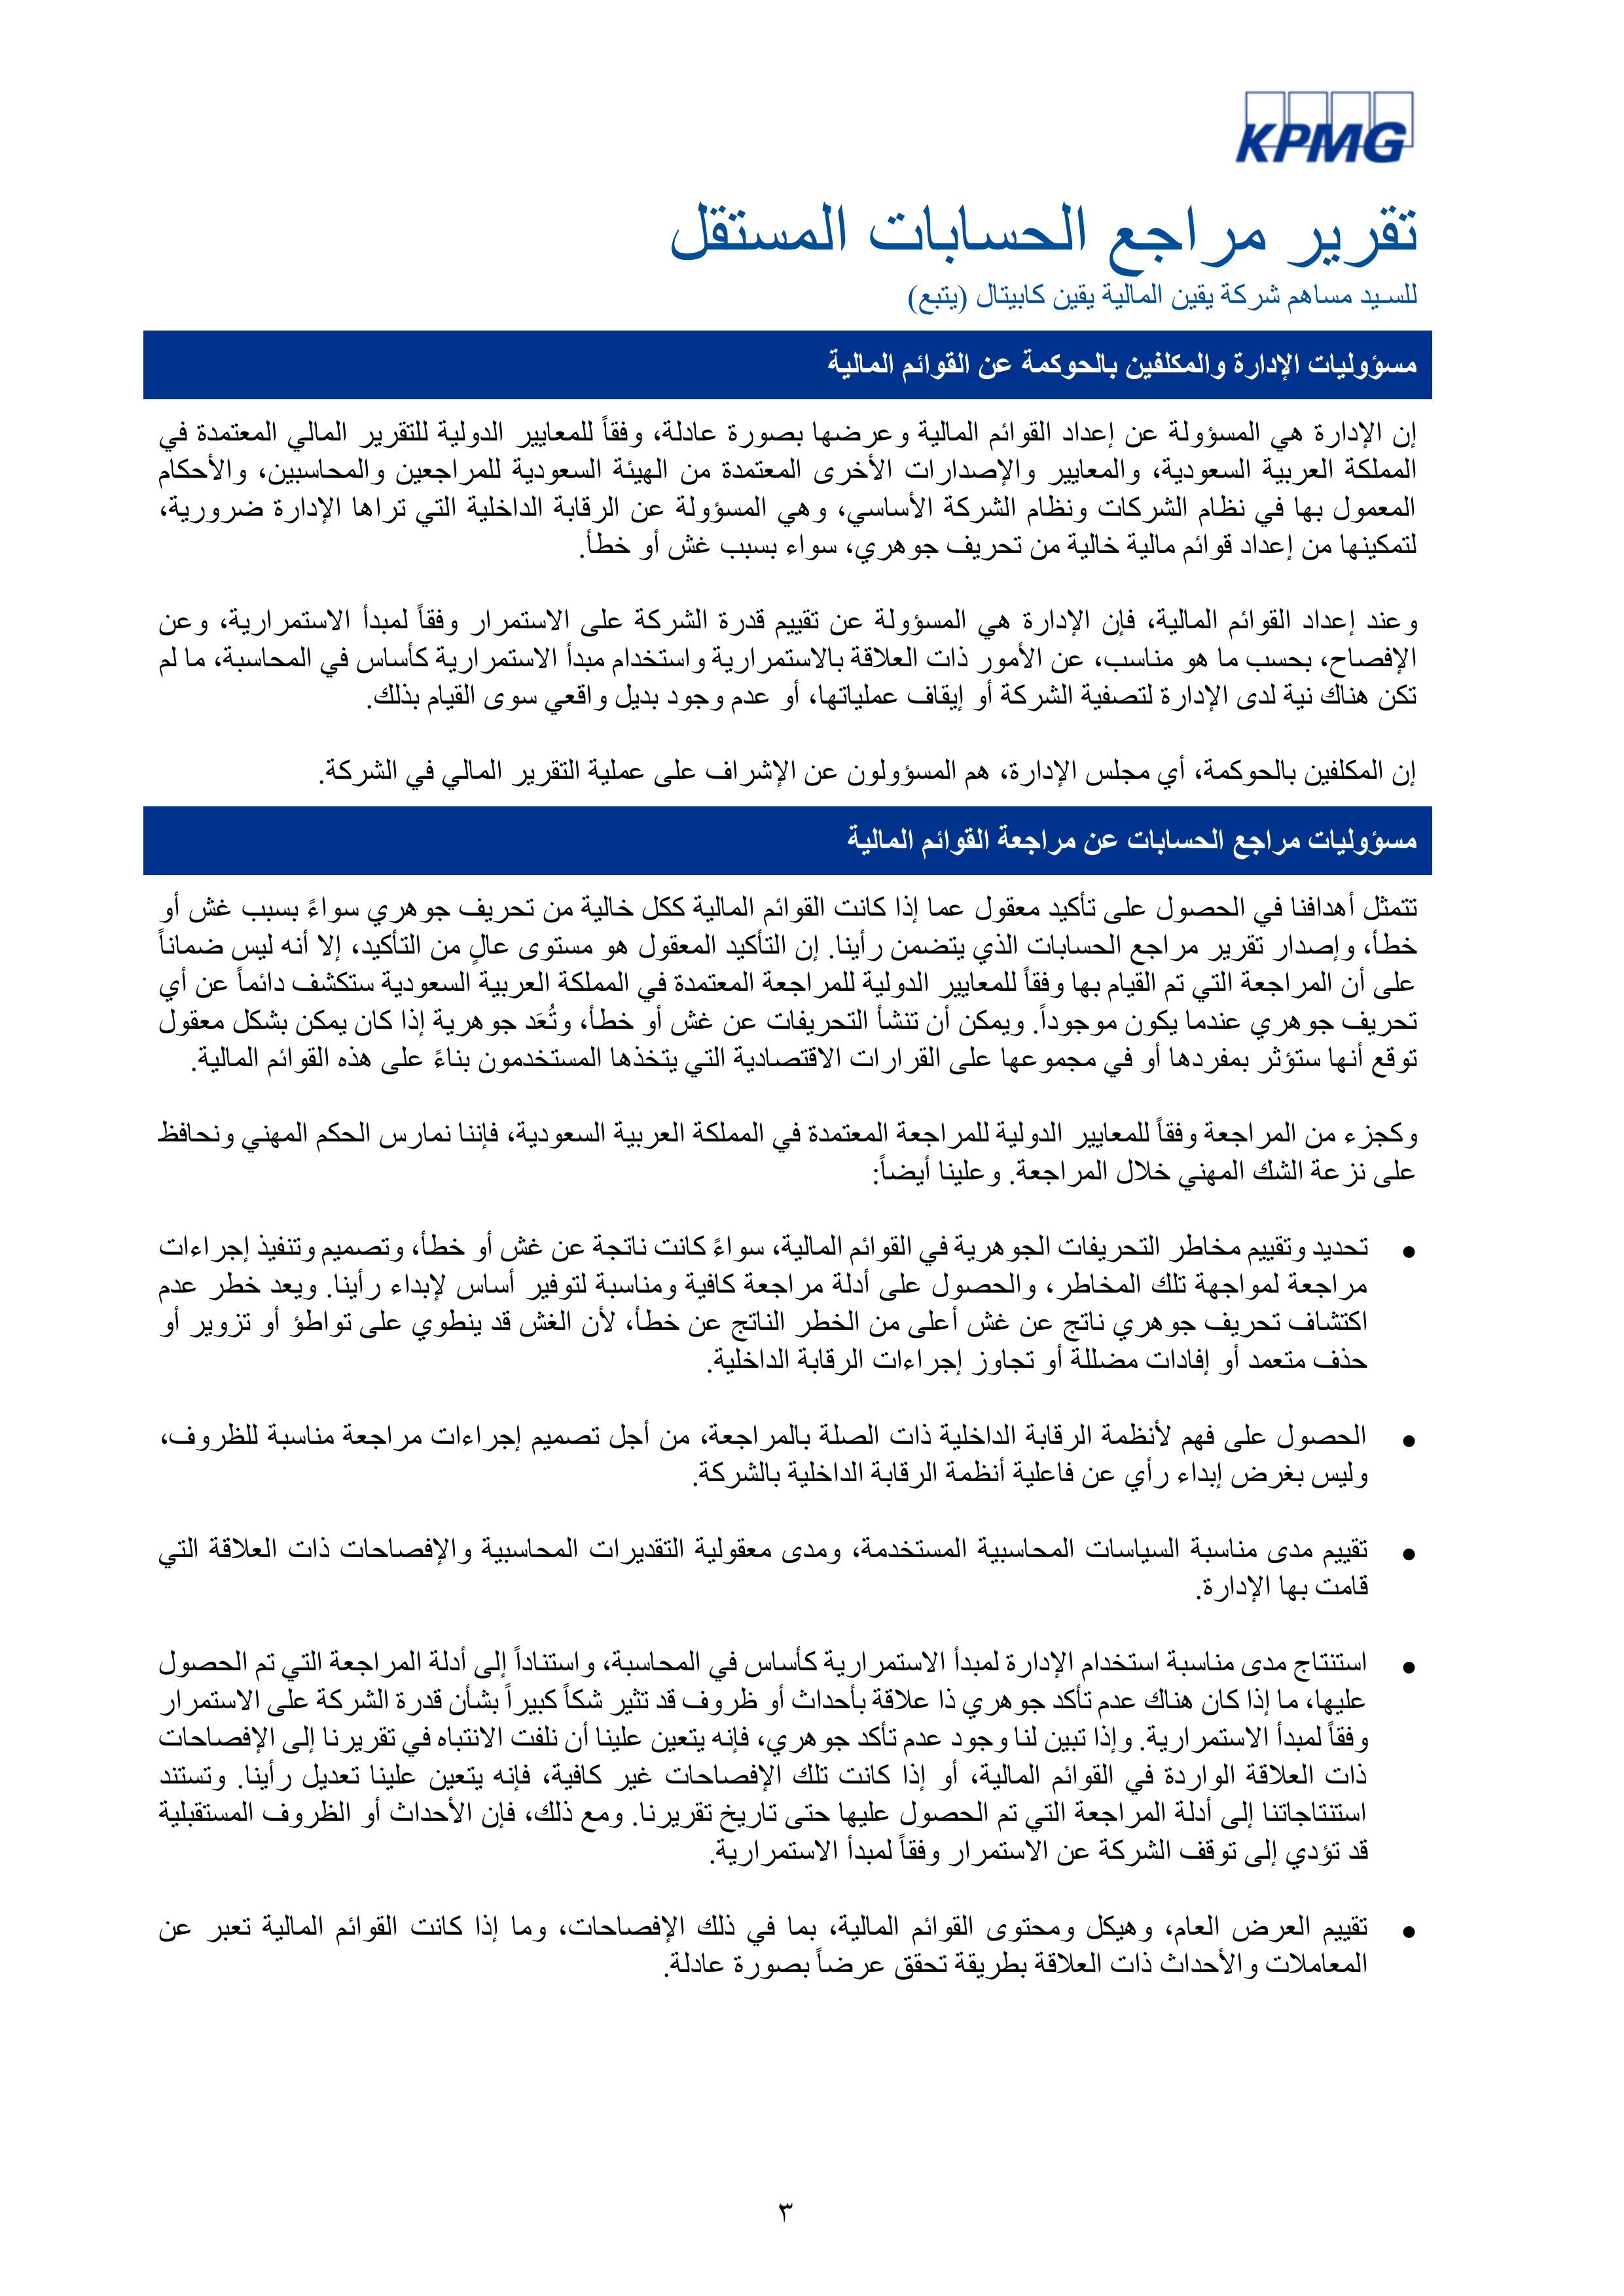 KPMG
تقرير مراجع الحسابات المستقل
للسيد مساهم شركة يقين المالية يقين كابيتال (يتبع)
مسؤوليات الإدارة والمكلفين بالحوكمة عن القوائم المالية
إن الإدارة هي المسؤولة عن إعداد القوائم المالية وعرضها بصورة عادلة، وفقاً للمعايير الدولية للتقرير المالي المعتمدة في
المملكة العربية السعودية، والمعايير والإصدارات الأخرى المعتمدة من الهيئة السعودية للمراجعين والمحاسبين، والأحكام
المعمول بها في نظام الشركات ونظام الشركة الأساسي، وهي المسؤولة عن الرقابة الداخلية التي تراها الإدارة ضرورية،
لتمكينها من إعداد قوائم مالية خالية من تحريف جوهري، سواء بسبب غش أو خطأ.
وعند إعداد القوائم المالية، فإن الإدارة هي المسؤولة عن تقييم قدرة الشركة على الاستمرار وفقاً لمبدأ الاستمرارية، وعن
الإفصاح، بحسب ما هو مناسب، عن الأمور ذات العلاقة بالاستمرارية واستخدام مبدأ الاستمرارية كأساس في المحاسبة، ما لم
تكن هناك نية لدى الإدارة لتصفية الشركة أو إيقاف عملياتها، أو عدم وجود بديل واقعي سوى القيام بذلك.
إن المكلفين بالحوكمة، أي مجلس الإدارة، هم المسؤولون عن الإشراف على عملية التقرير المالي في الشركة.
مسؤوليات مراجع الحسابات عن مراجعة القوائم المالية
تتمثل أهدافنا في الحصول على تأكيد معقول عما إذا كانت القوائم المالية ككل خالية من تحريف جوهري سواءً بسبب غش أو
خطأ، وإصدار تقرير مراجع الحسابات الذي يتضمن رأينا. إن التأكيد المعقول هو مستوى عالٍ من التأكيد، إلا أنه ليس ضماناً
على أن المراجعة التي تم القيام بها وفقاً للمعايير الدولية للمراجعة المعتمدة في المملكة العربية السعودية ستكشف دائماً عن أي
تحريف جوهري عندما يكون موجوداً. ويمكن أن تنشأ التحريفات عن غش أو خطأ، وتُعَد جوهرية إذا كان يمكن بشكل معقول
توقع أنها ستؤثر بمفردها أو في مجموعها على القرارات الاقتصادية التي يتخذها المستخدمون بناءً على هذه القوائم المالية.
وكجزء من المراجعة وفقاً للمعايير الدولية للمراجعة المعتمدة في المملكة العربية السعودية، فإننا نمارس الحكم المهني ونحافظ
على نزعة الشك المهني خلال المراجعة. وعلينا أيضاً:
• تحديد وتقييم مخاطر التحريفات الجوهرية في القوائم المالية، سواءً كانت ناتجة عن غش أو خطأ، وتصميم وتنفيذ إجراءات
مراجعة لمواجهة تلك المخاطر، والحصول على أدلة مراجعة كافية ومناسبة لتوفير أساس لإبداء رأينا. ويعد خطر عدم
اكتشاف تحريف جوهري ناتج عن غش أعلى من الخطر الناتج عن خطأ، لأن الغش قد ينطوي على تواطؤ أو تزوير أو
حذف متعمد أو إفادات مضللة أو تجاوز إجراءات الرقابة الداخلية.
• الحصول على فهم لأنظمة الرقابة الداخلية ذات الصلة بالمراجعة، من أجل تصميم إجراءات مراجعة مناسبة للظروف،
وليس بغرض إبداء رأي عن فاعلية أنظمة الرقابة الداخلية بالشركة.
• تقييم مدى مناسبة السياسات المحاسبية المستخدمة، ومدى معقولية التقديرات المحاسبية والإفصاحات ذات العلاقة التي
قامت بها الإدارة.
• استنتاج مدى مناسبة استخدام الإدارة لمبدأ الاستمرارية كأساس في المحاسبة، واستناداً إلى أدلة المراجعة التي تم الحصول
عليها، ما إذا كان هناك عدم تأكد جوهري ذا علاقة بأحداث أو ظروف قد تثير شكاً كبيراً بشأن قدرة الشركة على الاستمرار
وفقاً لمبدأ الاستمرارية. وإذا تبين لنا وجود عدم تأكد جوهري، فإنه يتعين علينا أن نلفت الانتباه في تقريرنا إلى الإفصاحات
ذات العلاقة الواردة في القوائم المالية، أو إذا كانت تلك الإفصاحات غير كافية، فإنه يتعين علينا تعديل رأينا. وتستند
استنتاجاتنا إلى أدلة المراجعة التي تم الحصول عليها حتى تاريخ تقريرنا. ومع ذلك، فإن الأحداث أو الظروف المستقبلية
قد تؤدي إلى توقف الشركة عن الاستمرار وفقاً لمبدأ الاستمرارية.
• تقييم العرض العام، وهيكل ومحتوى القوائم المالية، بما في ذلك الإفصاحات، وما إذا كانت القوائم المالية تعبر عن
المعاملات والأحداث ذات العلاقة بطريقة تحقق عرضاً بصورة عادلة.
٣